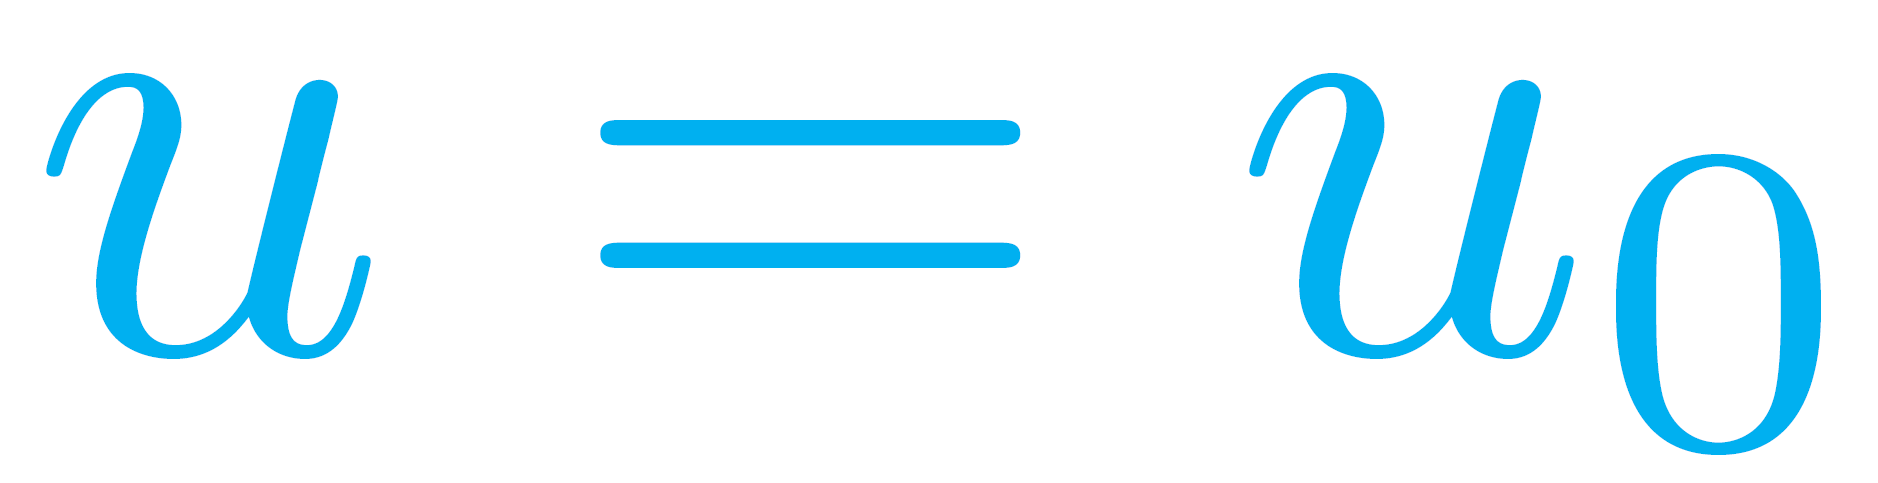 u = u₀